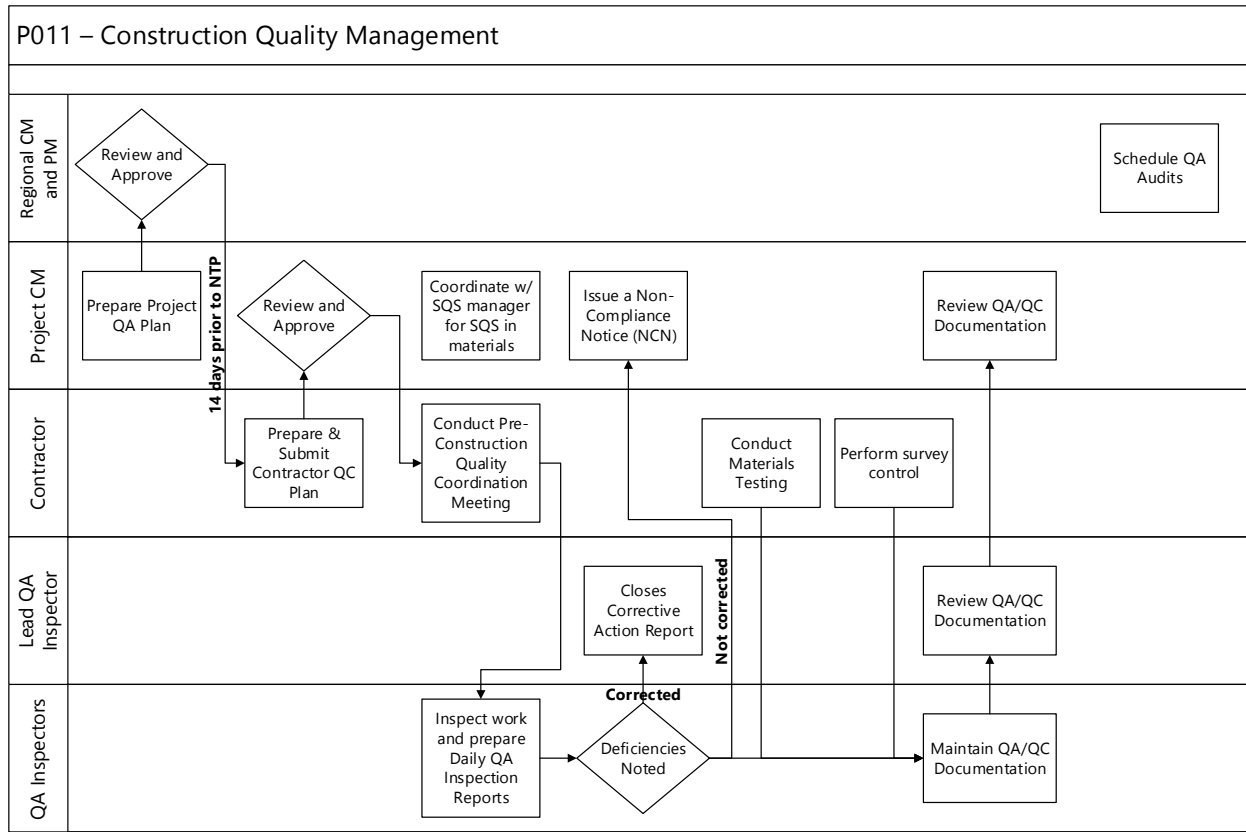 P011 – Construction Quality Management
Regional CM
and PM
Review and
Approve
Schedule QA
Audits
Project CM
Prepare Project
QA Plan
14 days prior to NTP
Review and
Approve
Coordinate w/
SQS manager
for SQS in
materials
Issue a Non-
Compliance
Notice (NCN)
Review QA/QC
Documentation
Contractor
Prepare &
Submit
Contractor QC
Plan
Conduct Pre-
Construction
Quality
Coordination
Meeting
Conduct
Materials
Testing
Perform survey
control
Lead QA
Inspector
Closes
Corrective
Action Report
Not corrected
Review QA/QC
Documentation
QA Inspectors
Inspect work
and prepare
Daily QA
Inspection
Reports
Corrected
Deficiencies
Noted
Maintain QA/QC
Documentation